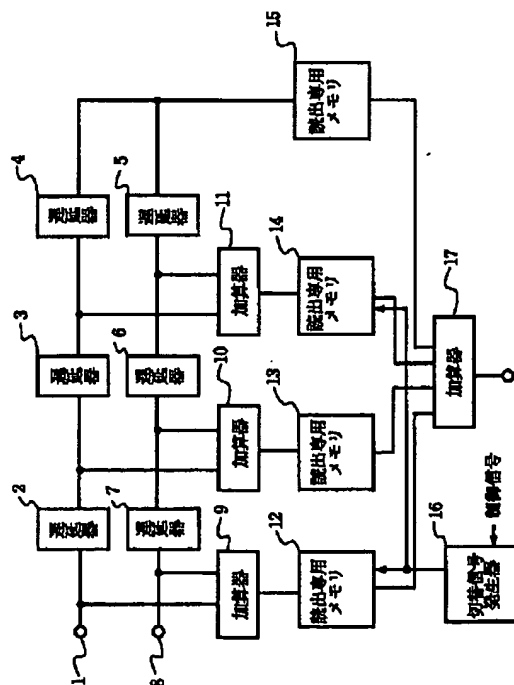 1
2
遅延器
3
遅延器
4
遅延器
8
7
遅延器
6
遅延器
5
遅延器
9
加算器
10
加算器
11
加算器
12
読出専用
メモリ
13
読出専用
メモリ
14
読出専用
メモリ
15
読出専用
メモリ
16
切替信号
発生器
制御信号
17
加算器